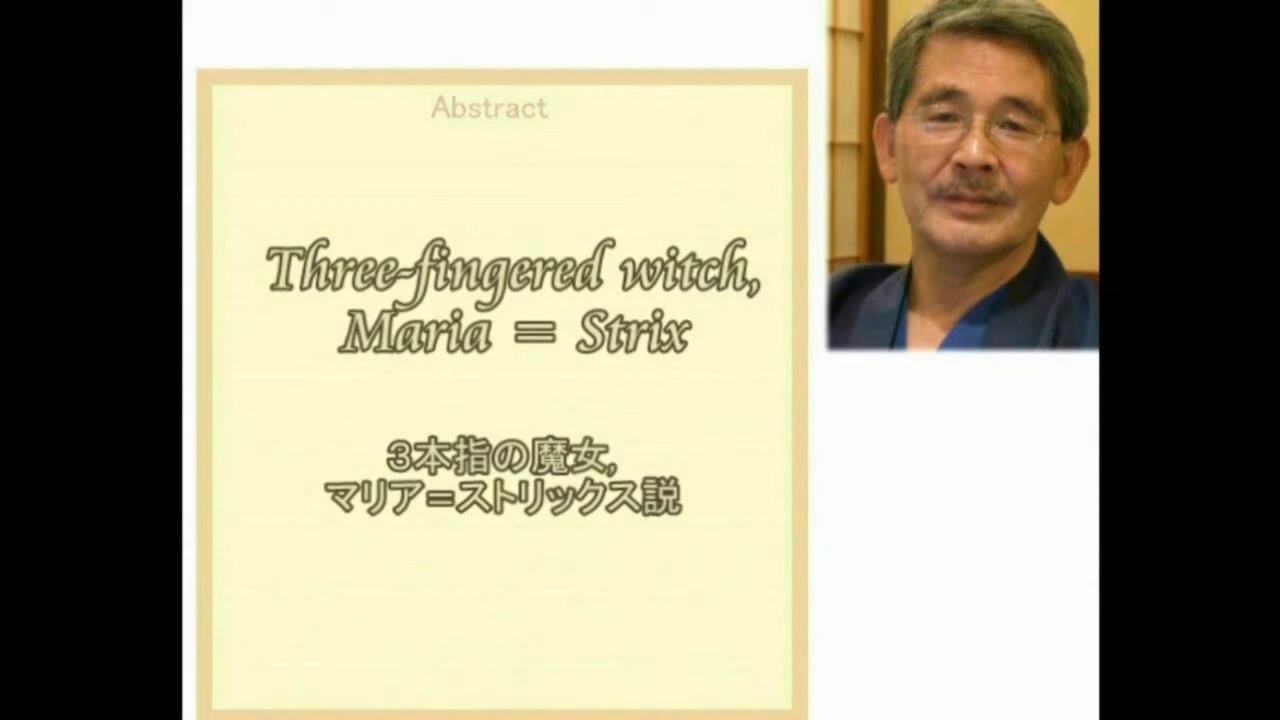 Abstract
Three-fingered witch,
Maria = Strix
３本指の魔女,
マリア＝ストリックス説